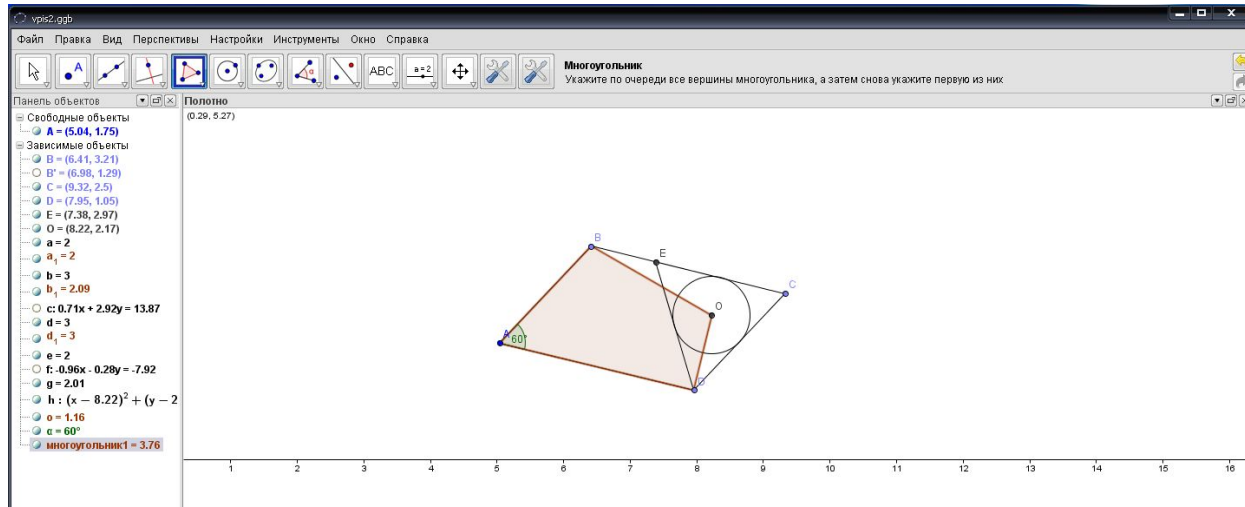 vpis2.ggb
Файл Правка Вид Перспективы Настройки Инструменты Окно Справка
ABC
a=2
α
A
Многоугольник
Укажите по очереди все вершины многоугольника, а затем снова укажите первую из них
Панель объектов
Полотно
(0.29, 5.27)
Свободные объекты
A = (5.04, 1.75)
Зависимые объекты
B = (6.41, 3.21)
B' = (6.98, 1.29)
C = (9.32, 2.5)
D = (7.95, 1.05)
E = (7.38, 2.97)
O = (8.22, 2.17)
a = 2
a₁ = 2
b = 3
b₁ = 2.09
c: 0.71x + 2.92y = 13.87
d = 3
d₁ = 3
e = 2
f: -0.96x - 0.28y = -7.92
g = 2.01
h : (x − 8.22)² + (y − 2
o = 1.16
α = 60°
многоугольник1 = 3.76
B
E
C
O
A
60°
D
1 2 3 4 5 6 7 8 9 10 11 12 13 14 15 16